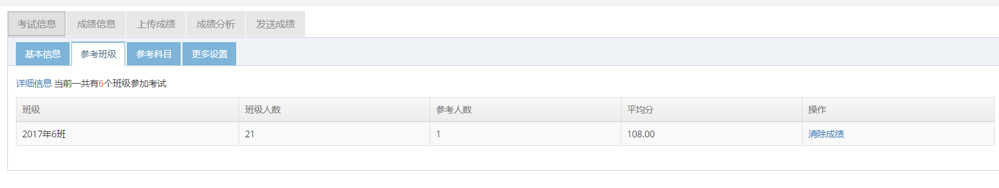 考试信息 成绩信息 上传成绩 成绩分析 发送成绩
基本信息 参考班级 参考科目 更多设置
详细信息 当前一共有6个班级参加考试
班级 班级人数 参考人数 平均分 操作
2017年6班 21 1 108.00 清除成绩